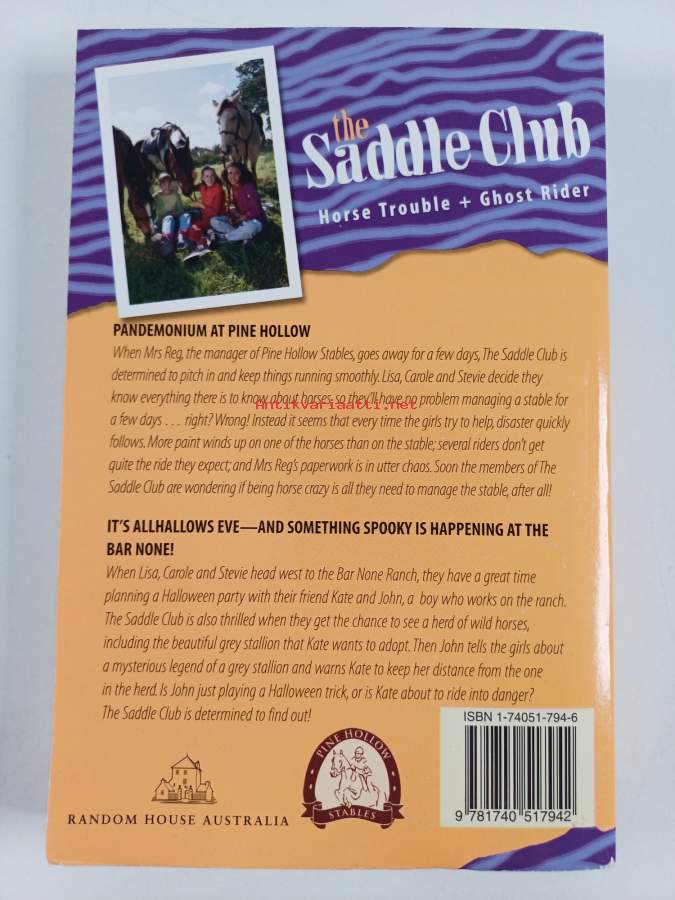 the
Saddle Club
Horse Trouble + Ghost Rider
PANDEMONIUM AT PINE HOLLOW
When Mrs Reg, the manager of Pine Hollow Stables, goes away for a few days, The Saddle Club is
determined to pitch in and keep things running smoothly. Lisa, Carole and Stevie decide they
know everything there is to know about horses, so they'll have no problem managing a stable for
Antikvariaatti.net
a few days ... right? Wrong! Instead it seems that every time the girls try to help, disaster quickly
follows. More paint winds up on one of the horses than on the stable; several riders don't get
quite the ride they expect; and Mrs Reg's paperwork is in utter chaos. Soon the members of The
Saddle Club are wondering if being horse crazy is all they need to manage the stable, after all!
IT'S ALLHALLOWS EVE—AND SOMETHING SPOOKY IS HAPPENING AT THE
BAR NONE!
When Lisa, Carole and Stevie head west to the Bar None Ranch, they have a great time
planning a Halloween party with their friend Kate and John, a boy who works on the ranch.
The Saddle Club is also thrilled when they get the chance to see a herd of wild horses,
including the beautiful grey stallion that Kate wants to adopt. Then John tells the girls about
a mysterious legend of a grey stallion and warns Kate to keep her distance from the one
in the herd. Is John just playing a Halloween trick, or is Kate about to ride into danger?
The Saddle Club is determined to find out!
RANDOM HOUSE AUSTRALIA
PINE HOLLOW
STABLES
ISBN 1-74051-794-6
9 781740 517942